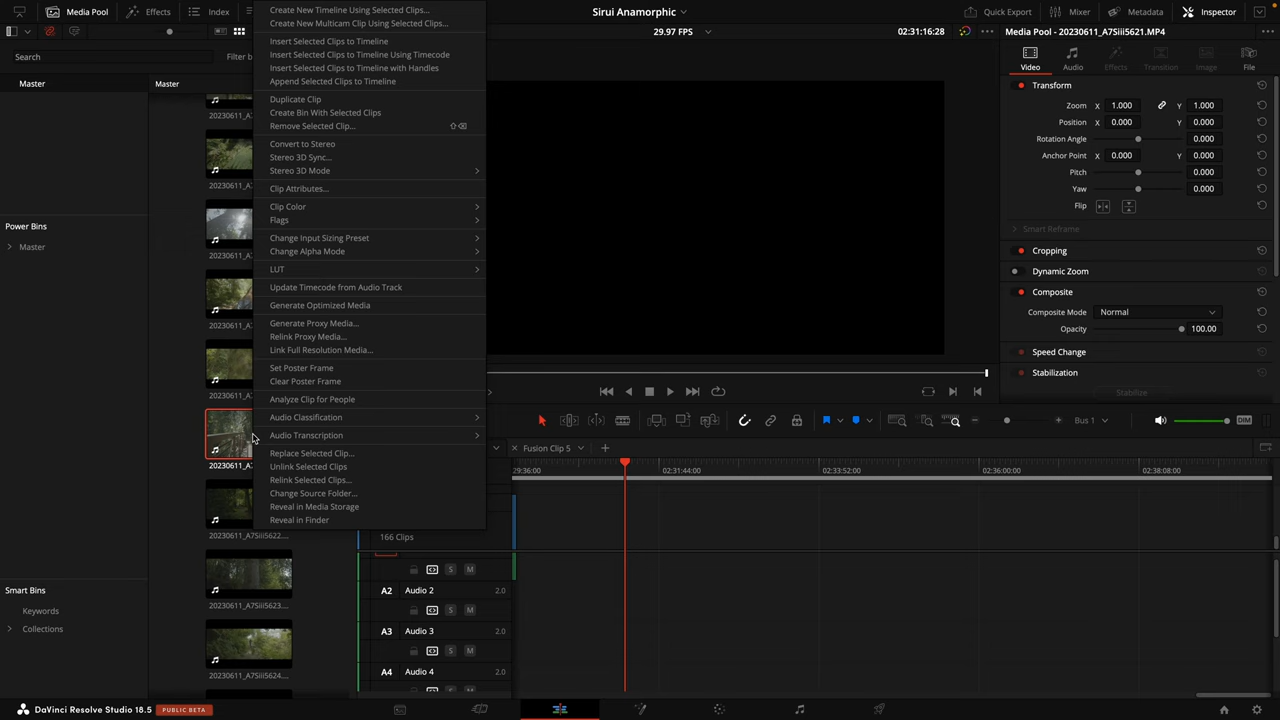 Media Pool
Effects
Index
Sirui Anamorphic
Quick Export
Mixer
Metadata
Inspector
Search
Filter by
29.97 FPS
02:31:16:28
Media Pool - 20230611_A7Siii5621.MP4
Master
Master
Power Bins
Master
Smart Bins
Keywords
Collections
20230611_A7
20230611_A7
20230611_A7
20230611_A7
20230611_A7
20230611_A7Siii5622....
20230611_A7Siii5623....
20230611_A7Siii5624....
Create New Timeline Using Selected Clips...
Create New Multicam Clip Using Selected Clips...
Insert Selected Clips to Timeline
Insert Selected Clips to Timeline Using Timecode
Insert Selected Clips to Timeline with Handles
Append Selected Clips to Timeline
Duplicate Clip
Create Bin With Selected Clips
Remove Selected Clip...
Convert to Stereo
Stereo 3D Sync...
Stereo 3D Mode
Clip Attributes...
Clip Color
Flags
Change Input Sizing Preset
Change Alpha Mode
LUT
Update Timecode from Audio Track
Generate Optimized Media
Generate Proxy Media...
Relink Proxy Media...
Link Full Resolution Media...
Set Poster Frame
Clear Poster Frame
Analyze Clip for People
Audio Classification
Audio Transcription
Replace Selected Clip...
Unlink Selected Clips
Relink Selected Clips...
Change Source Folder...
Reveal in Media Storage
Reveal in Finder
Video
Audio
Effects
Transition
Image
File
Transform
Zoom X 1.000 Y 1.000
Position X 0.000 Y 0.000
Rotation Angle 0.000
Anchor Point X 0.000 Y 0.000
Pitch 0.000
Yaw 0.000
Flip
Smart Reframe
Cropping
Dynamic Zoom
Composite
Composite Mode Normal
Opacity 100.00
Speed Change
Stabilization
Stabilize
Bus 1
DIM
Fusion Clip 5
29:36:00
02:31:44:00
02:33:52:00
02:36:00:00
02:38:08:00
166 Clips
S M
A2 Audio 2 2.0
S M
A3 Audio 3 2.0
S M
A4 Audio 4 2.0
DaVinci Resolve Studio 18.5
PUBLIC BETA